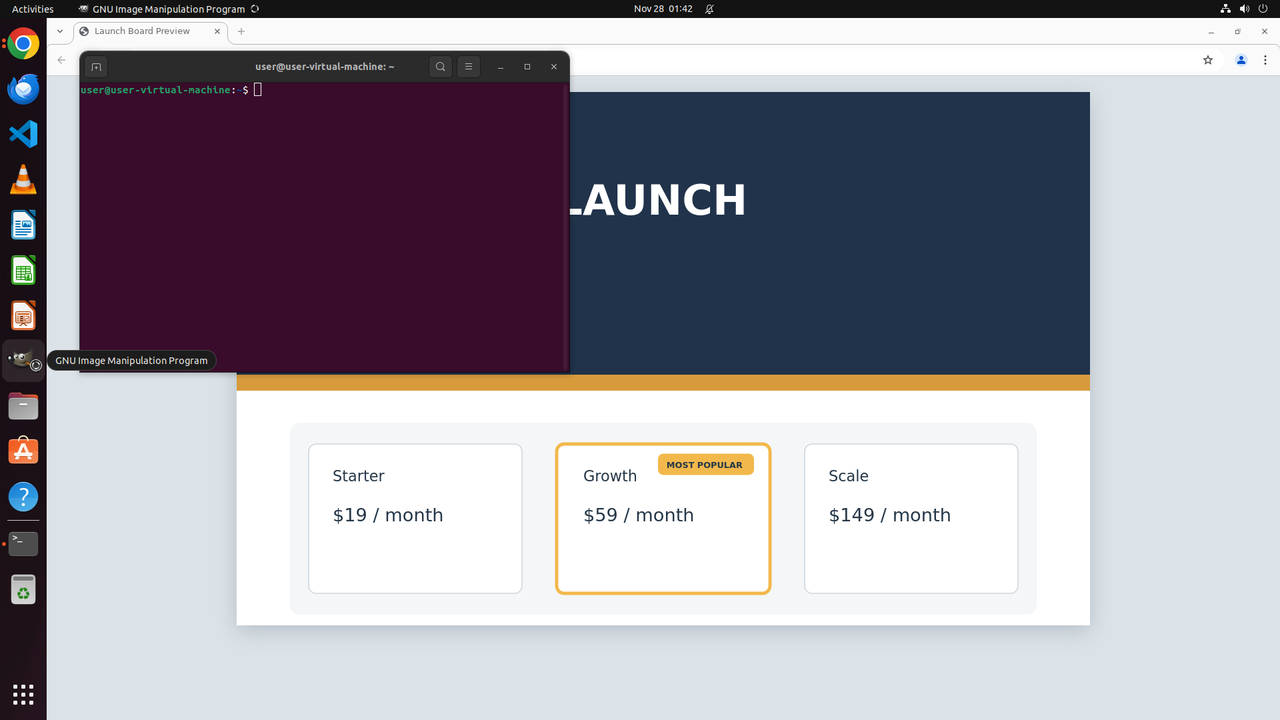 Activities
GNU Image Manipulation Program
Nov 28 01:42
Launch Board Preview
user@user-virtual-machine: ~
user@user-virtual-machine:~$
LAUNCH
GNU Image Manipulation Program
MOST POPULAR
Starter
Growth
Scale
$19 / month
$59 / month
$149 / month